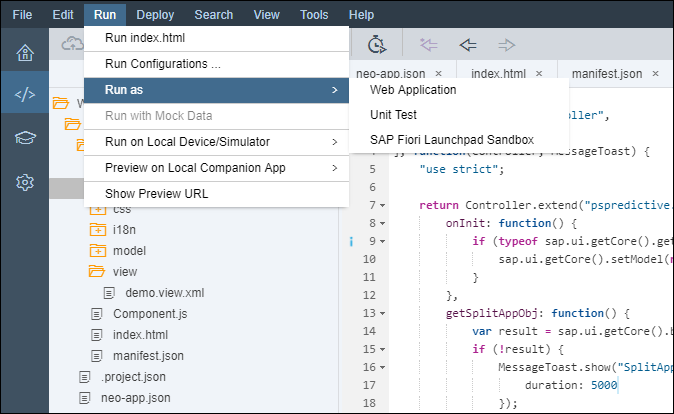 File Edit Run Deploy Search View Tools Help
Run index.html
Run Configurations ...
Run as
Run with Mock Data
Run on Local Device/Simulator
Preview on Local Companion App
Show Preview URL
Web Application
Unit Test
SAP Fiori Launchpad Sandbox
css
i18n
model
view
demo.view.xml
Component.js
index.html
manifest.json
.project.json
neo-app.json
neo-app.json × index.html × manifest.json ×
"use strict";
6
7 return Controller.extend("pspredictive.
8 onInit: function() {
9 if (typeof sap.ui.getCore().get
10 sap.ui.getCore().setModel(
11 }
12 },
13 getSplitAppObj: function() {
14 var result = sap.ui.getCore().b
15 if (!result) {
16 MessageToast.show("SplitApp
17 duration: 5000
18 });